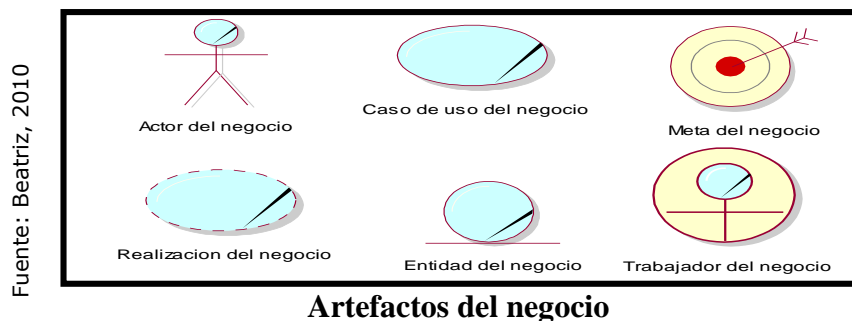 Fuente: Beatriz, 2010
Actor del negocio
Caso de uso del negocio
Meta del negocio
Realizacion del negocio
Entidad del negocio
Trabajador del negocio
Artefactos del negocio